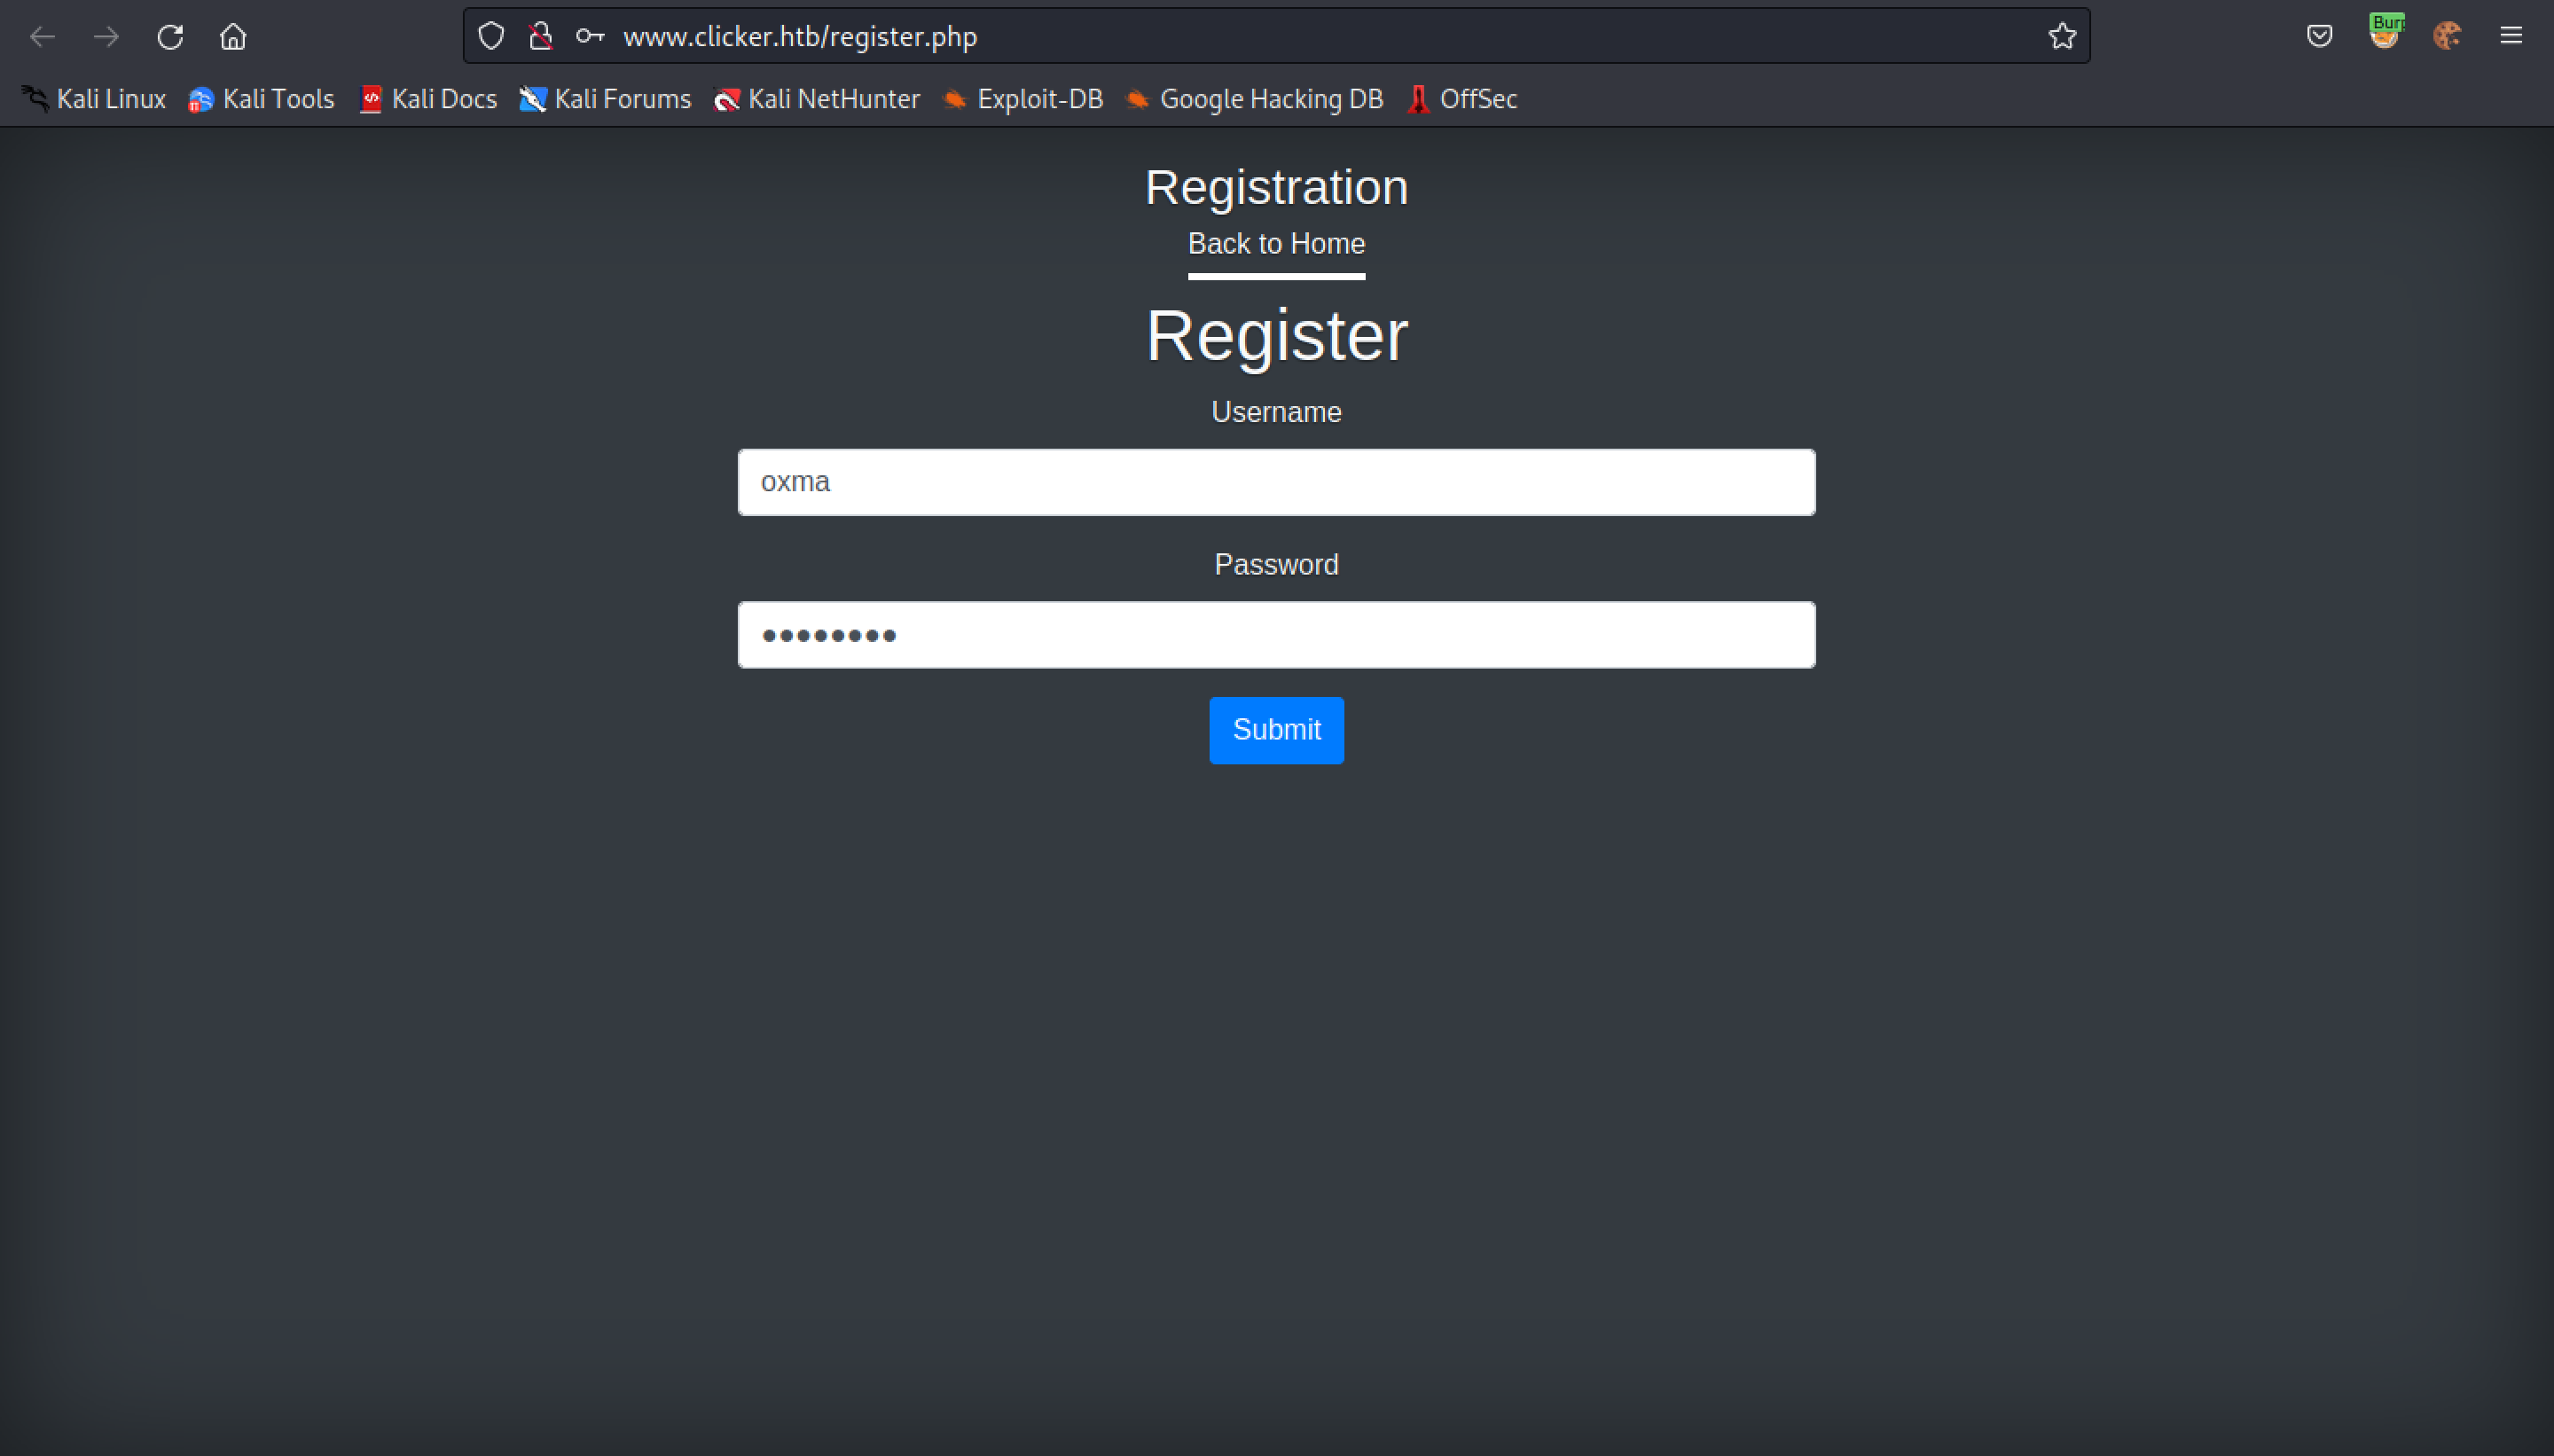 www.clicker.htb/register.php
Burp
Kali Linux Kali Tools Kali Docs Kali Forums Kali NetHunter Exploit-DB Google Hacking DB OffSec
Registration
Back to Home
Register
Username
oxma
Password
Submit